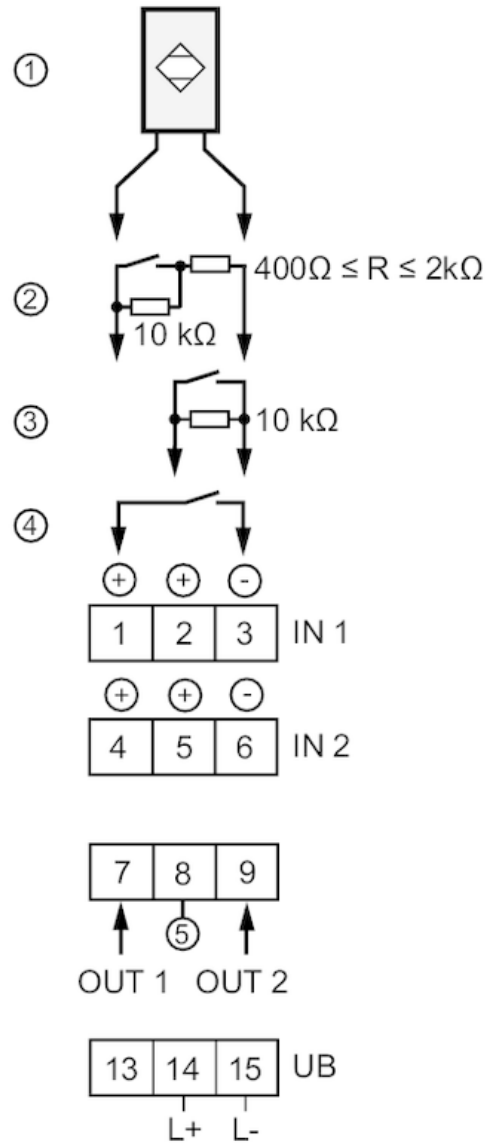 ①
400Ω ≤ R ≤ 2kΩ
②
10 kΩ
③ 10 kΩ
④
+ + -
1 2 3 IN 1
+ + -
4 5 6 IN 2
7 8 9
⑤
OUT 1 OUT 2
13 14 15 UB
L+ L-